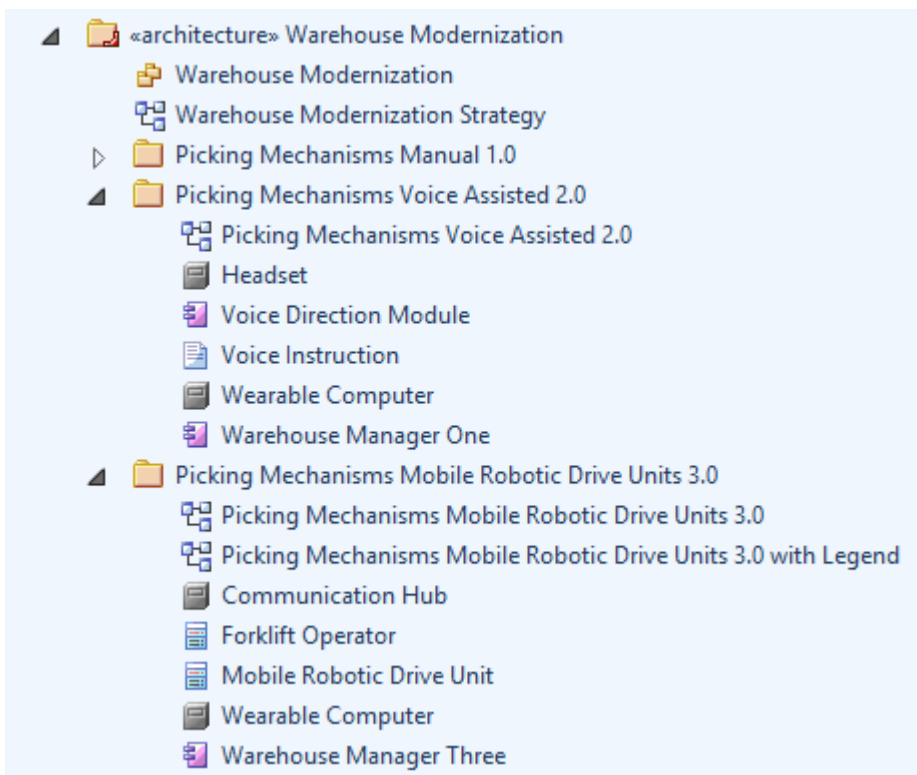 «architecture» Warehouse Modernization
Warehouse Modernization
Warehouse Modernization Strategy
Picking Mechanisms Manual 1.0
Picking Mechanisms Voice Assisted 2.0
Picking Mechanisms Voice Assisted 2.0
Headset
Voice Direction Module
Voice Instruction
Wearable Computer
Warehouse Manager One
Picking Mechanisms Mobile Robotic Drive Units 3.0
Picking Mechanisms Mobile Robotic Drive Units 3.0
Picking Mechanisms Mobile Robotic Drive Units 3.0 with Legend
Communication Hub
Forklift Operator
Mobile Robotic Drive Unit
Wearable Computer
Warehouse Manager Three